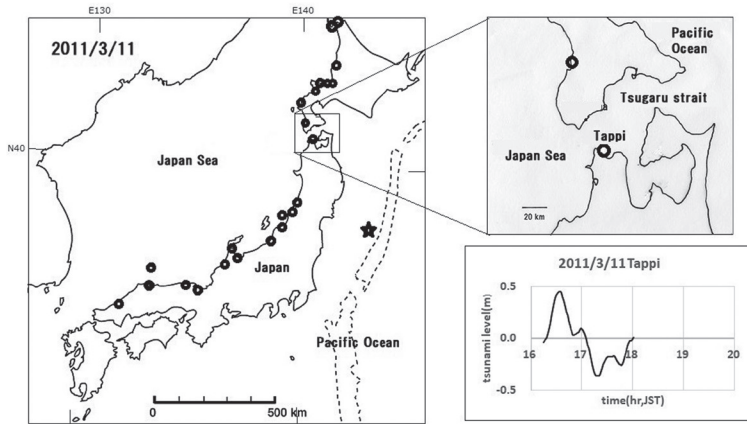 E130
E140
2011/3/11
N40
Japan Sea
Japan
Pacific Ocean
0
500 km
Pacific
Ocean
Tsugaru strait
Tappi
Japan Sea
20 km
2011/3/11Tappi
tsunami level(m)
0.5
0.0
-0.5
16 17 18 19 20
time(hr,JST)